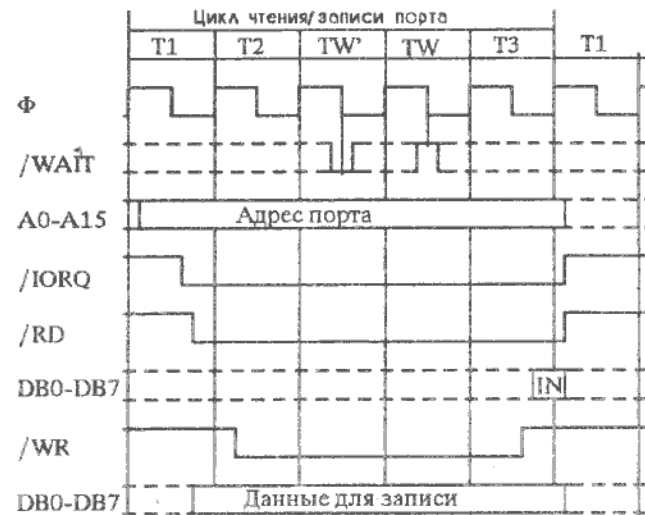 Цикл чтения/записи порта
T1 T2 TW' TW T3 T1
Ф
/WAIT
A0-A15 Адрес порта
/IORQ
/RD
DB0-DB7 IN
/WR
DB0-DB7 Данные для записи